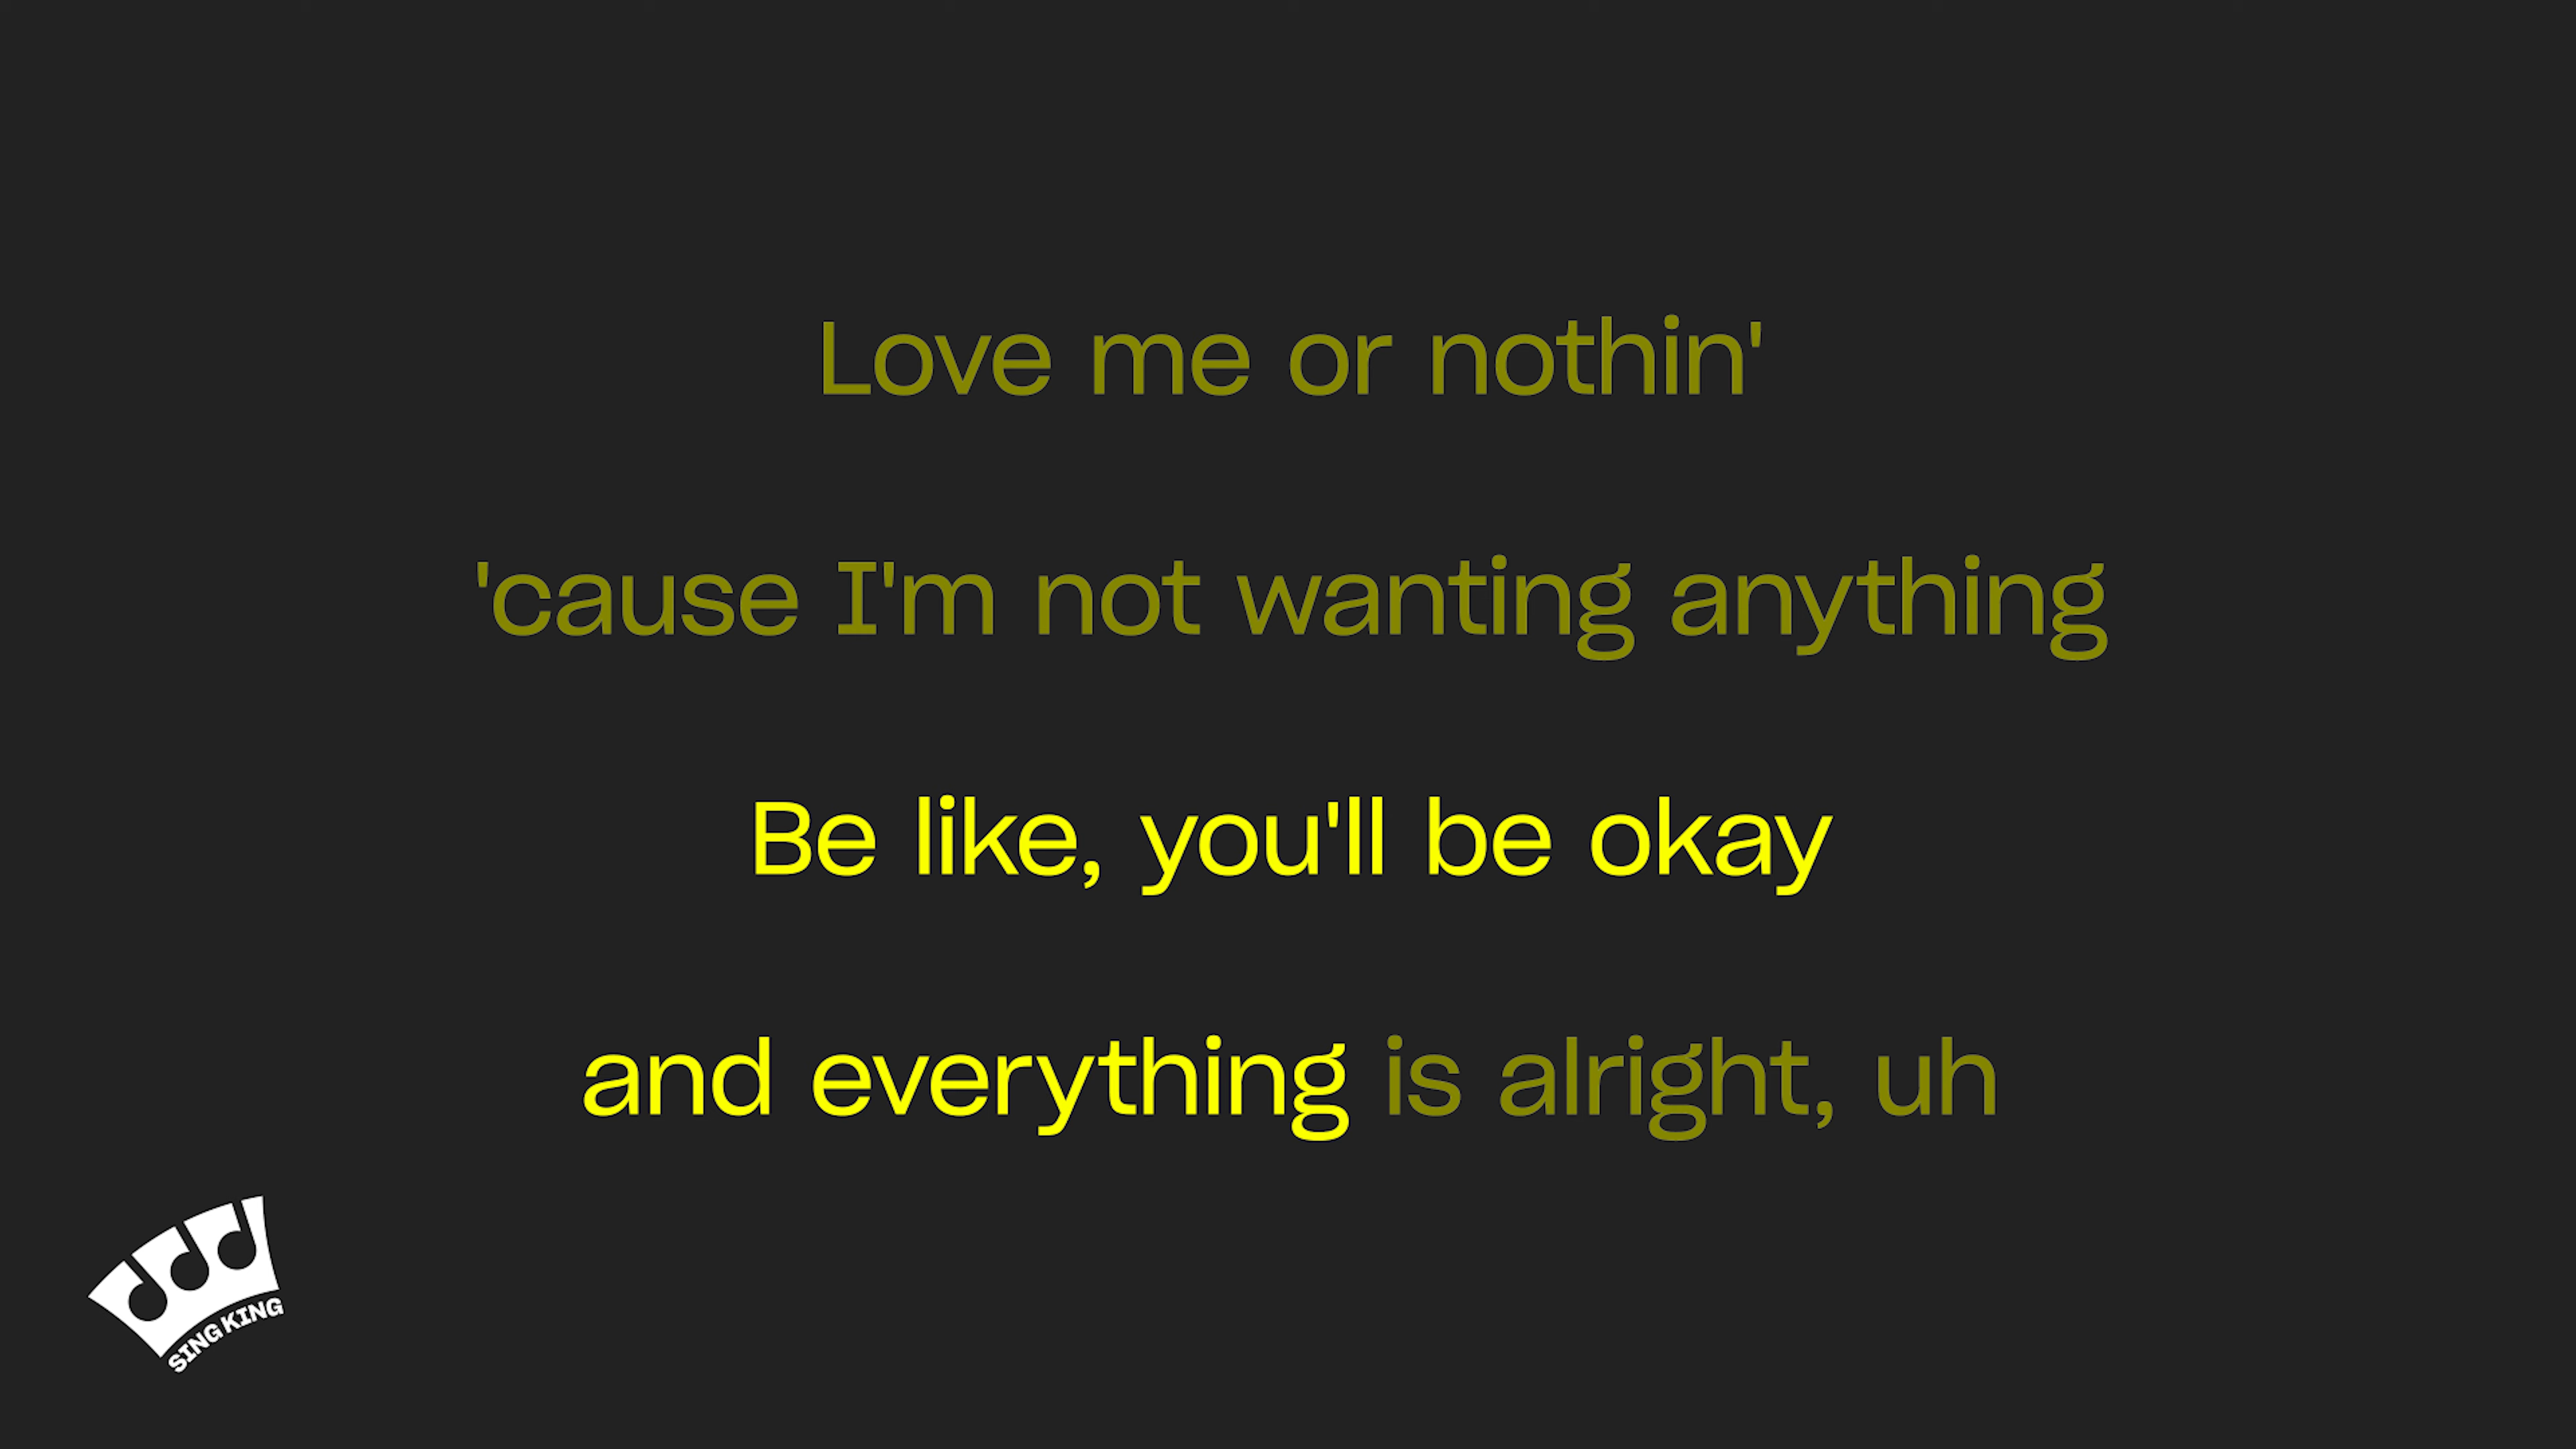 Love me or nothin'
'cause I'm not wanting anything
Be like, you'll be okay
and everything is alright, uh
SING KING